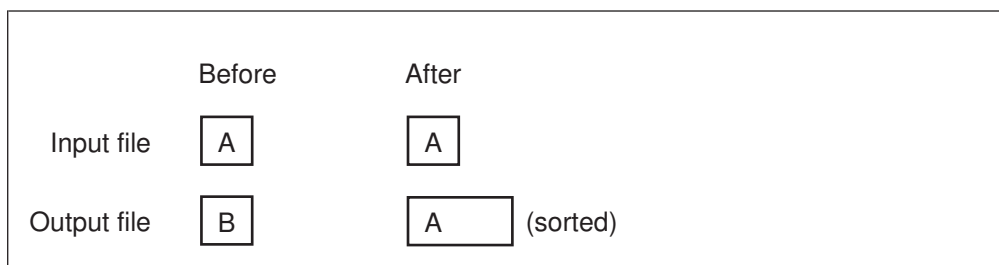 Before After
Input file A A
Output file B A (sorted)